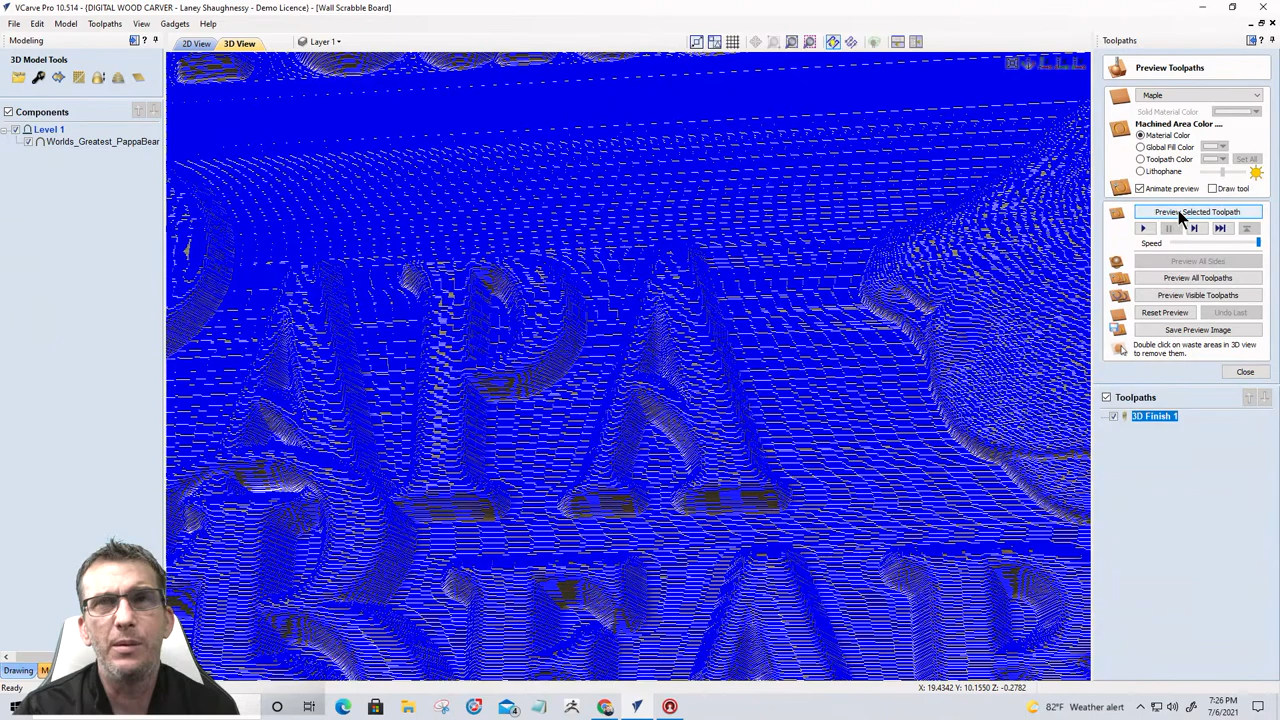 VCarve Pro 10.514 - {DIGITAL WOOD CARVER - Laney Shaughnessy - Demo Licence} - [Wall Scrabble Board]
File Edit Model Toolpaths View Gadgets Help
Modeling
2D View 3D View Layer 1
Toolpaths
3D Model Tools
Components
Level 1
Worlds_Greatest_PappaBear
Preview Toolpaths
Maple
Solid Material Color
Machined Area Color ....
Material Color
Global Fill Color
Toolpath Color Set All
Lithophane
Animate preview Draw tool
Preview Selected Toolpath
Speed
Preview All Sides
Preview All Toolpaths
Preview Visible Toolpaths
Reset Preview Undo Last
Save Preview Image
Double click on waste areas in 3D view
to remove them.
Close
Toolpaths
3D Finish 1
Drawing
Ready
X: 19.4342 Y: 10.1550 Z: -0.2782
4
82°F Weather alert
7:26 PM
7/6/2021